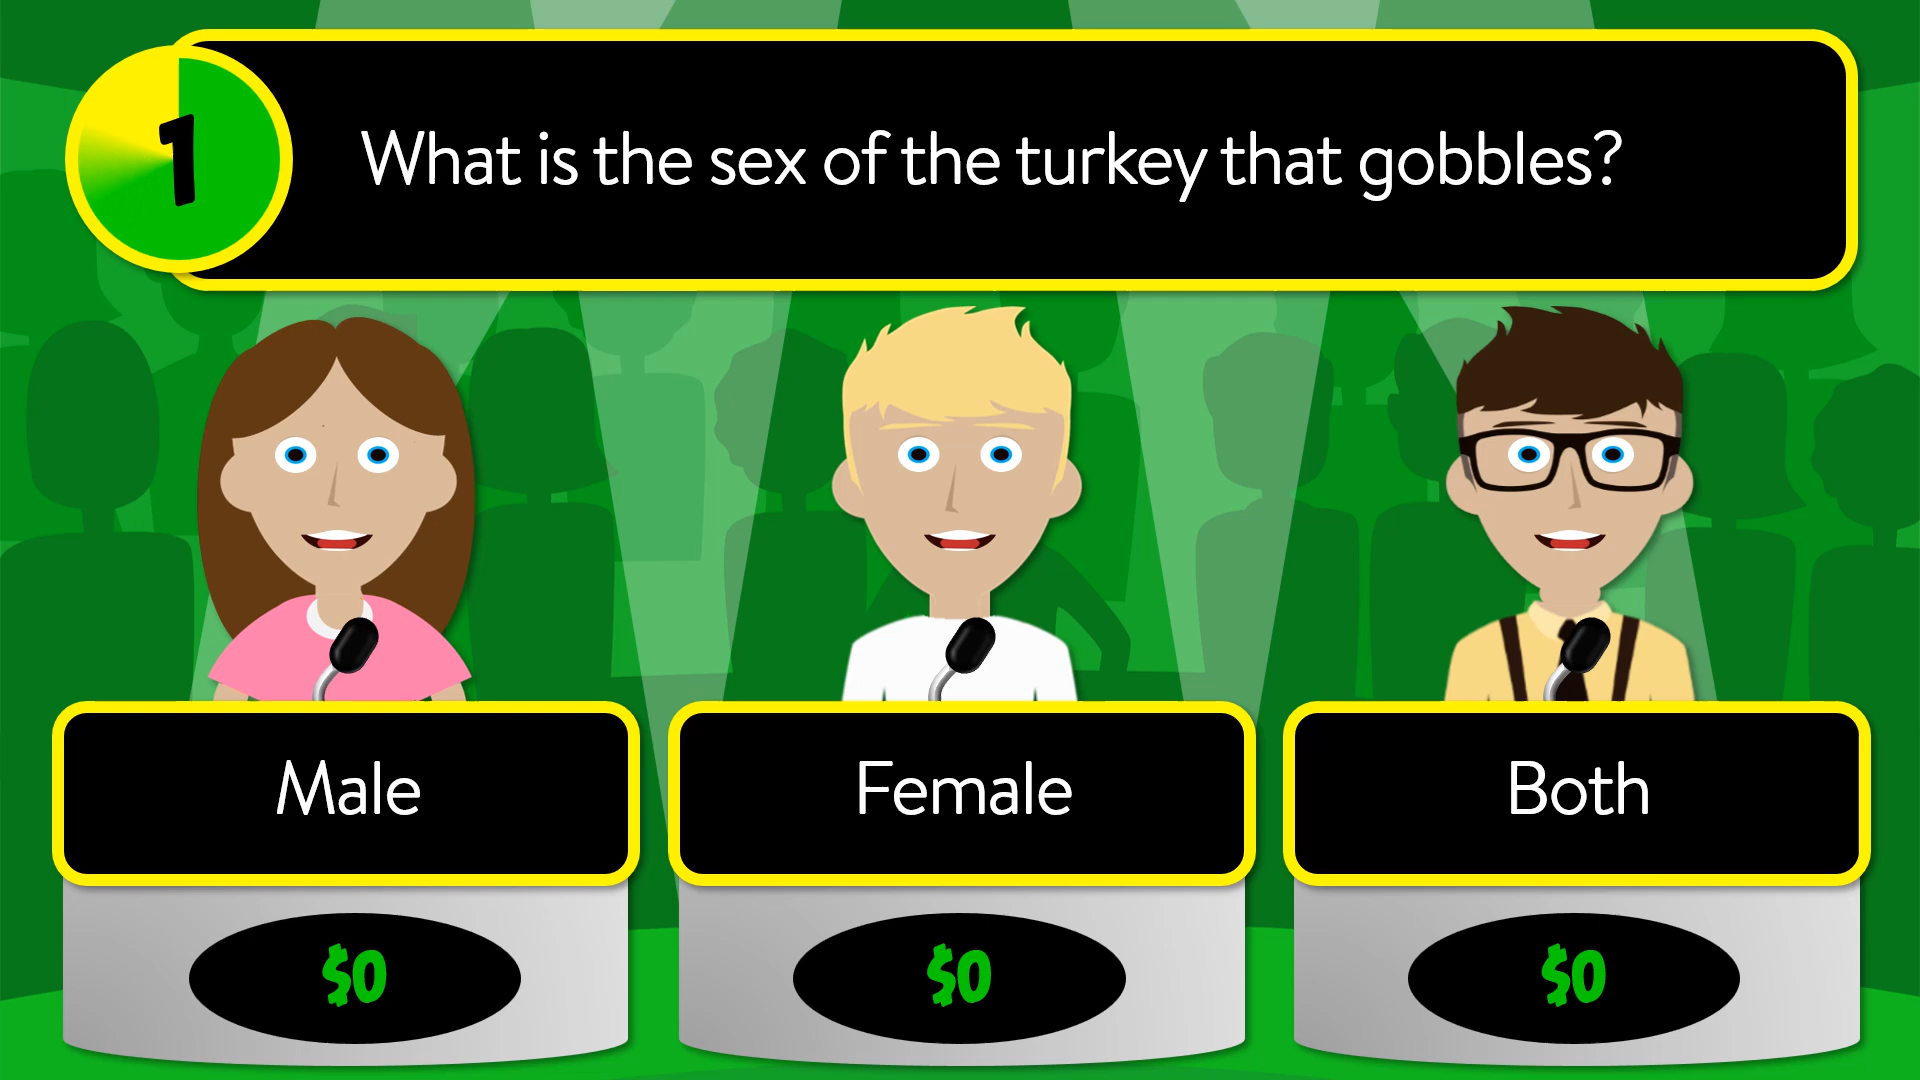 1
What is the sex of the turkey that gobbles?
Male
Female
Both
$0
$0
$0